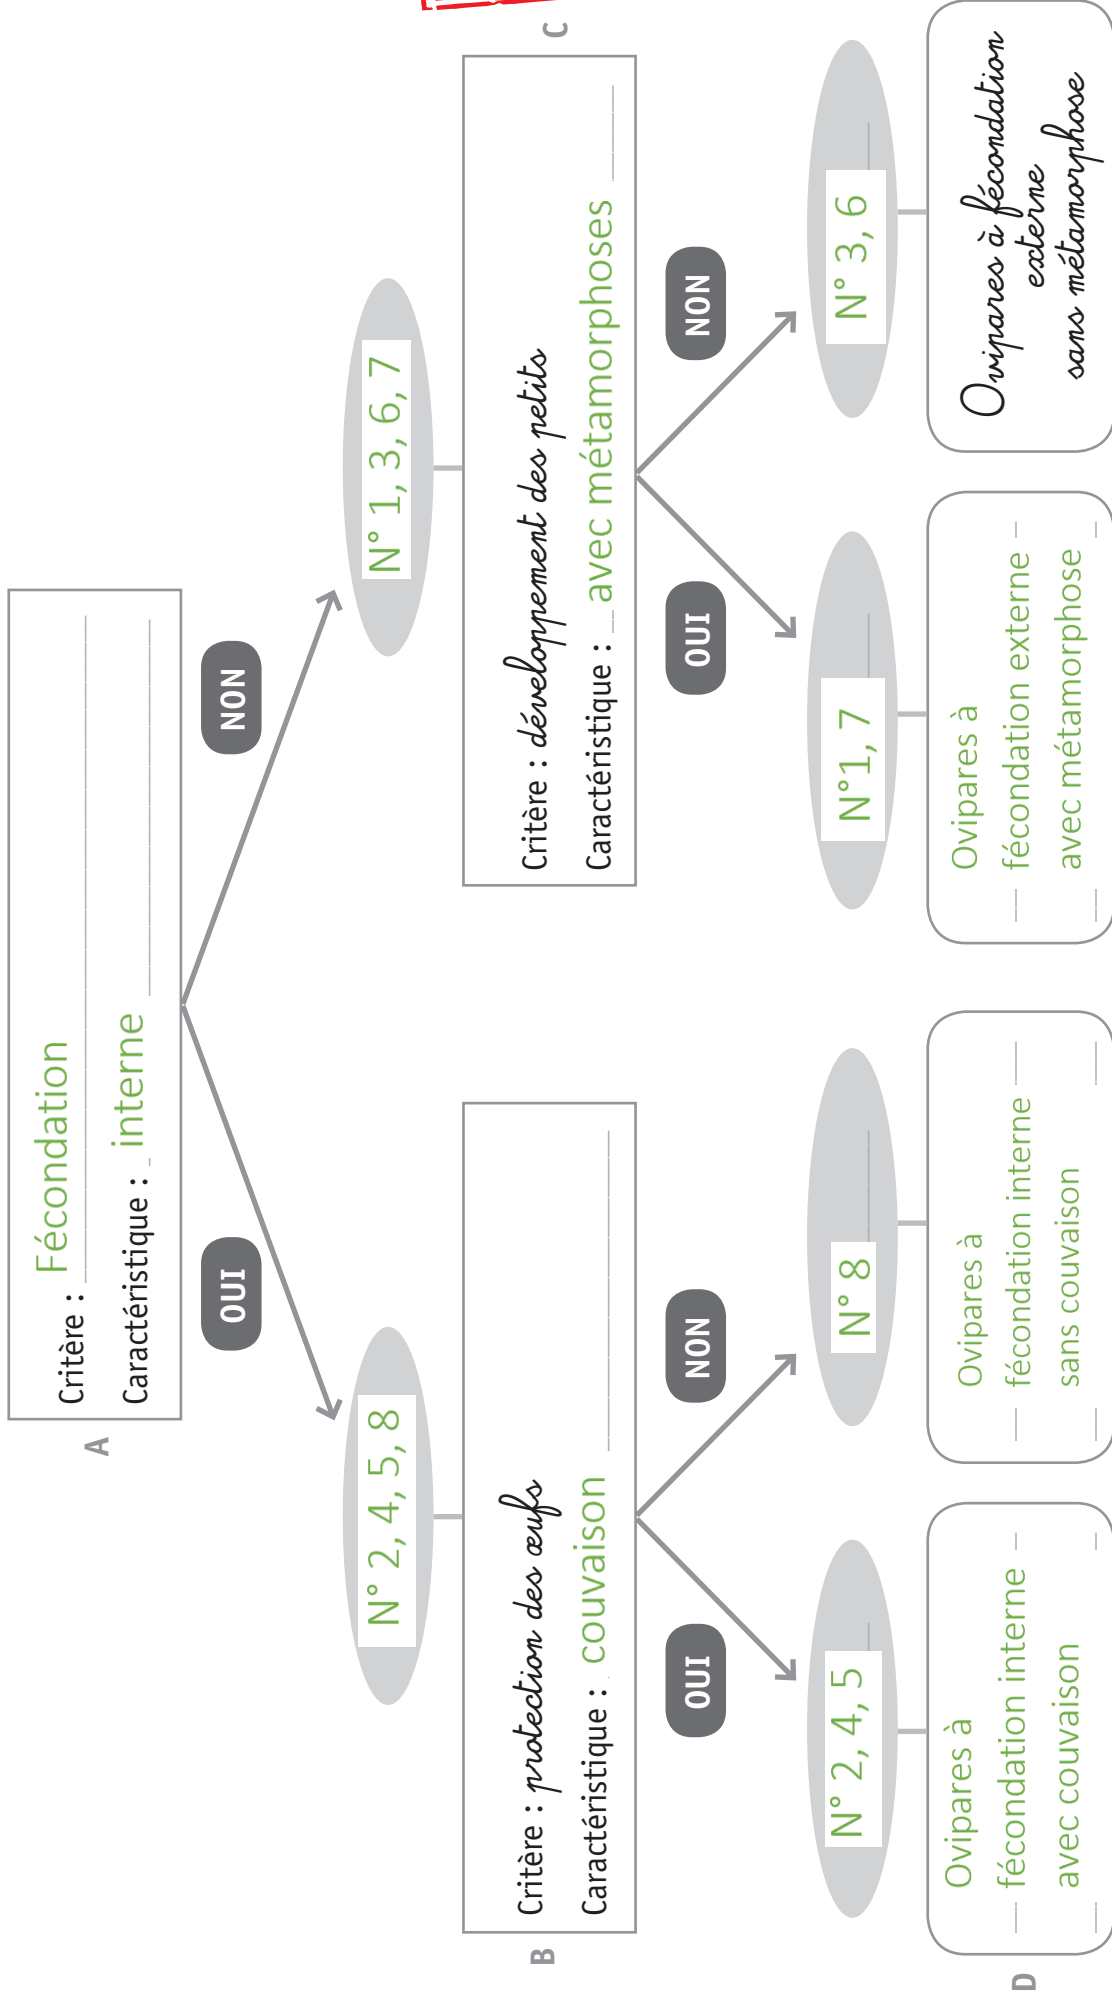 A
Critère : Fécondation
Caractéristique : interne
OUI
NON
N° 2, 4, 5, 8
N° 1, 3, 6, 7
B
Critère : protection des œufs
Caractéristique : couvaison
C
Critère : développement des petits
Caractéristique : avec métamorphoses
OUI
NON
OUI
NON
N° 2, 4, 5
N° 8
N°1, 7
N° 3, 6
D
Ovipares à
fécondation interne
avec couvaison
Ovipares à
fécondation interne
sans couvaison
Ovipares à
fécondation externe
avec métamorphose
Ovipares à fécondation
externe
sans métamorphose